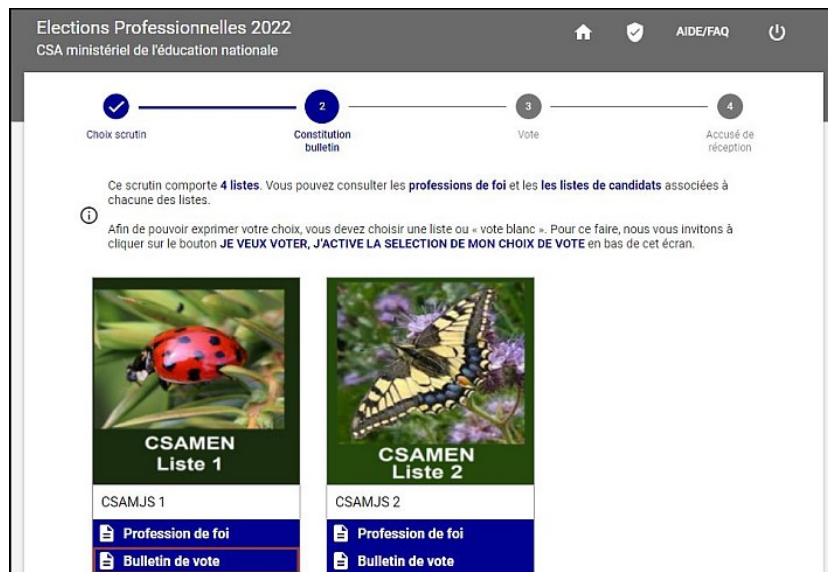 Elections Professionnelles 2022
CSA ministériel de l'éducation nationale
AIDE/FAQ
2
3
4
Choix scrutin
Constitution
bulletin
Vote
Accusé de
réception
Ce scrutin comporte 4 listes. Vous pouvez consulter les professions de foi et les les listes de candidats associées à
chacune des listes.
Afin de pouvoir exprimer votre choix, vous devez choisir une liste ou « vote blanc ». Pour ce faire, nous vous invitons à
cliquer sur le bouton JE VEUX VOTER, J'ACTIVE LA SELECTION DE MON CHOIX DE VOTE en bas de cet écran.
CSAMEN
Liste 1
CSAMJS 1
Profession de foi
Bulletin de vote
CSAMEN
Liste 2
CSAMJS 2
Profession de foi
Bulletin de vote